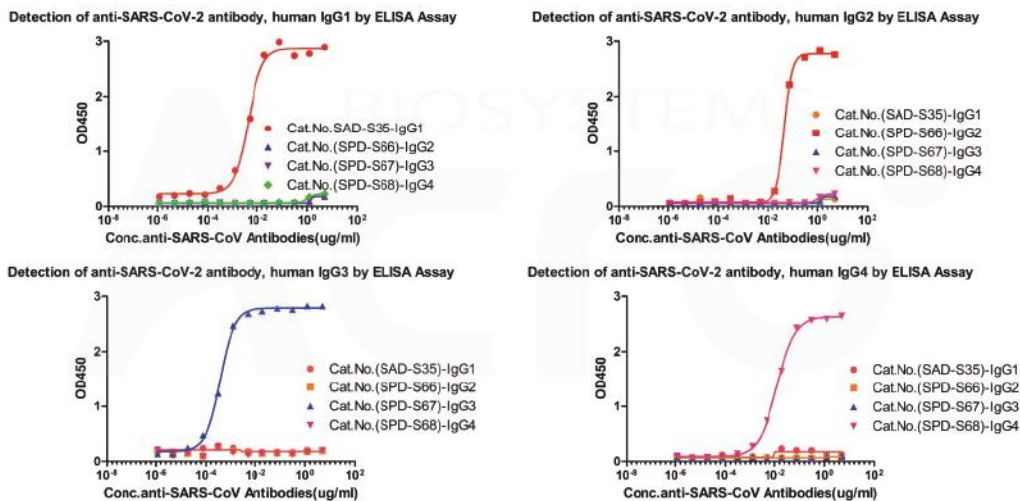 Detection of anti-SARS-CoV-2 antibody, human IgG1 by ELISA Assay
3
2
1
0
OD450
Cat.No.SAD-S35-IgG1
Cat.No.(SPD-S66)-IgG2
Cat.No.(SPD-S67)-IgG3
Cat.No.(SPD-S68)-IgG4
10-8 10-6 10-4 10-2 100 102
Conc.anti-SARS-CoV Antibodies(ug/ml)
Detection of anti-SARS-CoV-2 antibody, human IgG2 by ELISA Assay
3
2
1
0
OD450
Cat.No.(SAD-S35)-IgG1
Cat.No.(SPD-S66)-IgG2
Cat.No.(SPD-S67)-IgG3
Cat.No.(SPD-S68)-IgG4
10-8 10-6 10-4 10-2 100 102
Conc.anti-SARS-CoV Antibodies(ug/ml)
BIOSYSTEMS
Detection of anti-SARS-CoV-2 antibody, human IgG3 by ELISA Assay
3
2
1
0
OD450
Cat.No.(SAD-S35)-IgG1
Cat.No.(SPD-S66)-IgG2
Cat.No.(SPD-S67)-IgG3
Cat.No.(SPD-S68)-IgG4
10-8 10-6 10-4 10-2 100 102
Conc.anti-SARS-CoV Antibodies(ug/ml)
Detection of anti-SARS-CoV-2 antibody, human IgG4 by ELISA Assay
3
2
1
0
OD450
Cat.No.(SAD-S35)-IgG1
Cat.No.(SPD-S66)-IgG2
Cat.No.(SPD-S67)-IgG3
Cat.No.(SPD-S68)-IgG4
10-8 10-6 10-4 10-2 100 102
Conc.anti-SARS-CoV Antibodies(ug/ml)
ACRO